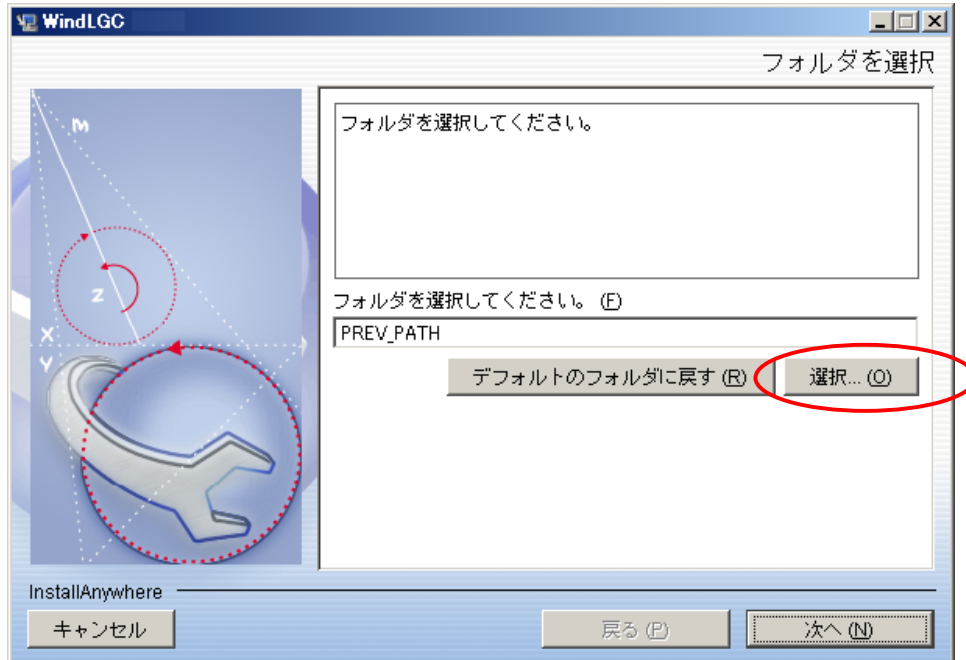 WindLGC
フォルダを選択
M
Z
X
Y
フォルダを選択してください。
フォルダを選択してください。 (F)
PREV_PATH
デフォルトのフォルダに戻す (R)
選択... (O)
InstallAnywhere
キャンセル
戻る (P)
次へ (N)